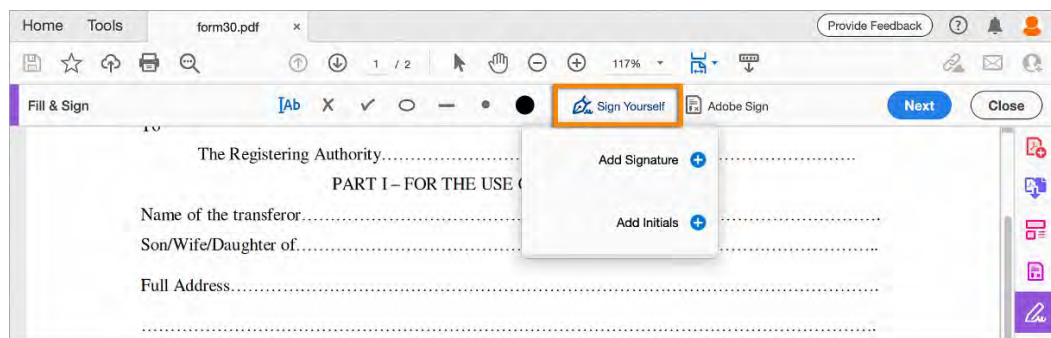 Home Tools form30.pdf × Provide Feedback ?
1 / 2 117%
Fill & Sign Ab X Sign Yourself Adobe Sign Next Close
To
The Registering Authority..........................................................................
Add Signature
PART I – FOR THE USE
Name of the transferor..........................................................................
Add Initials
Son/Wife/Daughter of..........................................................................
Full Address..........................................................................
..........................................................................